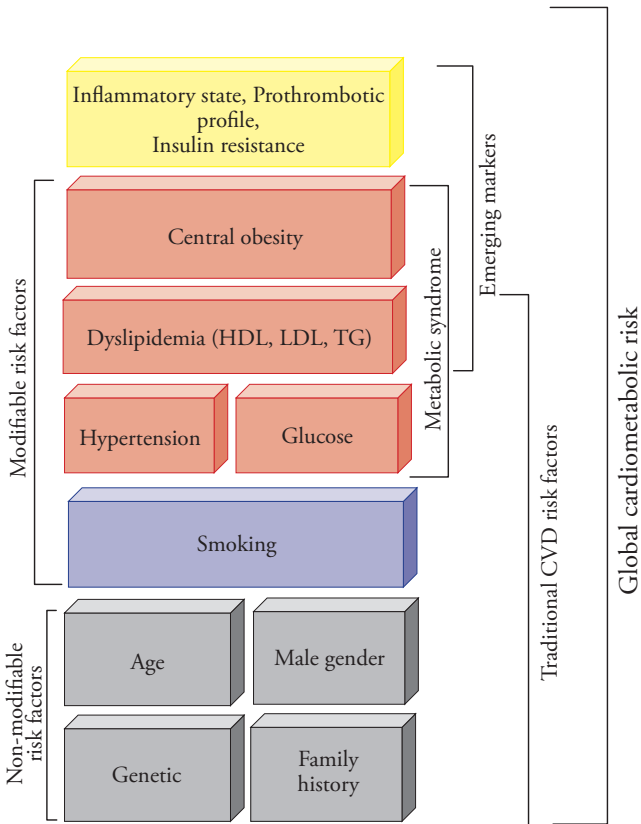 Inflammatory state, Prothrombotic
profile,
Insulin resistance
Central obesity
Dyslipidemia (HDL, LDL, TG)
Hypertension
Glucose
Smoking
Age
Male gender
Genetic
Family
history
Modifiable risk factors
Non-modifiable
risk factors
Metabolic syndrome
Emerging markers
Traditional CVD risk factors
Global cardiometabolic risk